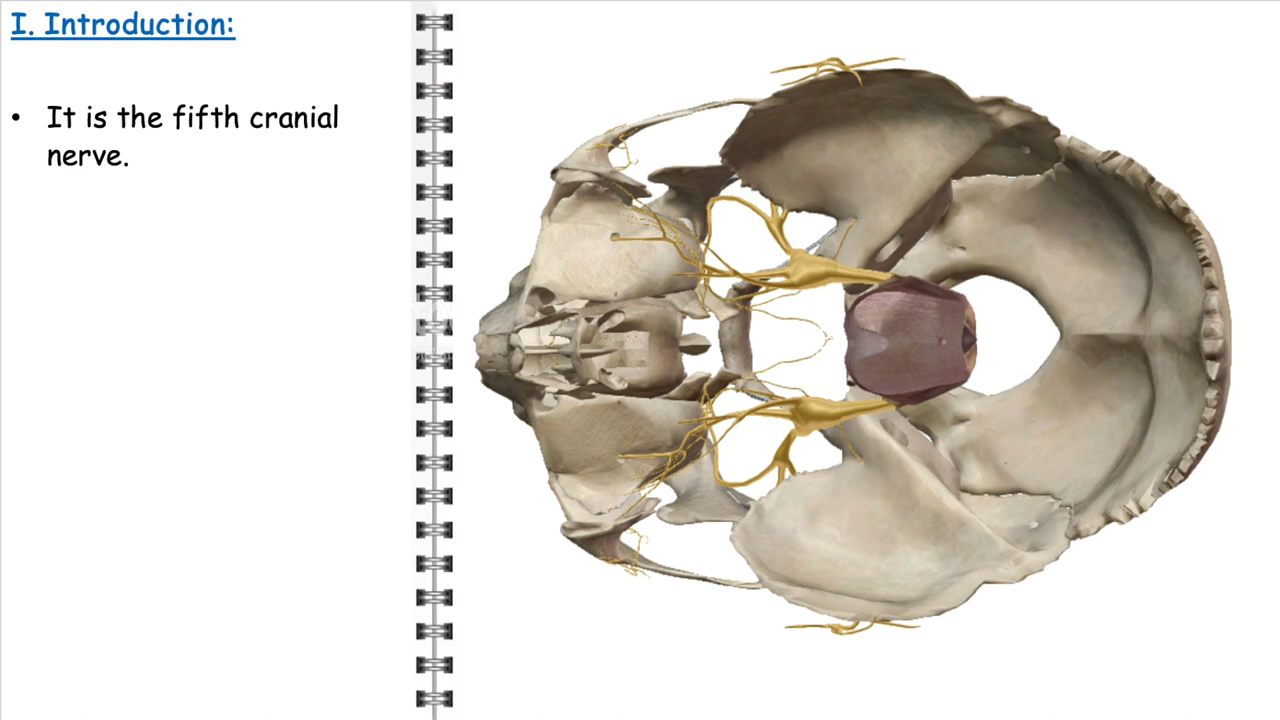 I. Introduction:
• It is the fifth cranial
nerve.